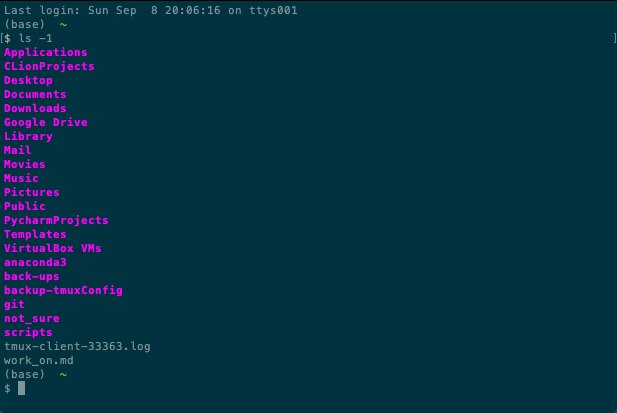 Last login: Sun Sep  8 20:06:16 on ttys001
(base)  ~
[$ ls -1 ]
Applications
CLionProjects
Desktop
Documents
Downloads
Google Drive
Library
Mail
Movies
Music
Pictures
Public
PycharmProjects
Templates
VirtualBox VMs
anaconda3
back-ups
backup-tmuxConfig
git
not_sure
scripts
tmux-client-33363.log
work_on.md
(base)  ~
$